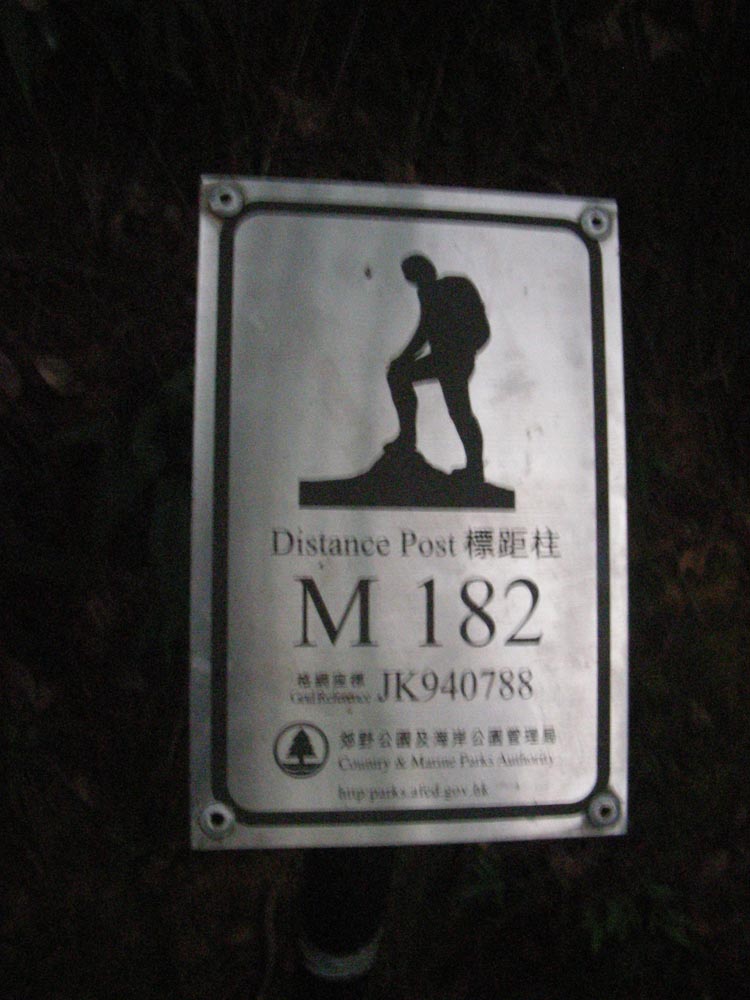 Distance Post 標距柱
M 182
格網座標
Grid Reference JK940788
郊野公園及海岸公園管理局
Country & Marine Parks Authority
http:parks.afcd.gov.hk